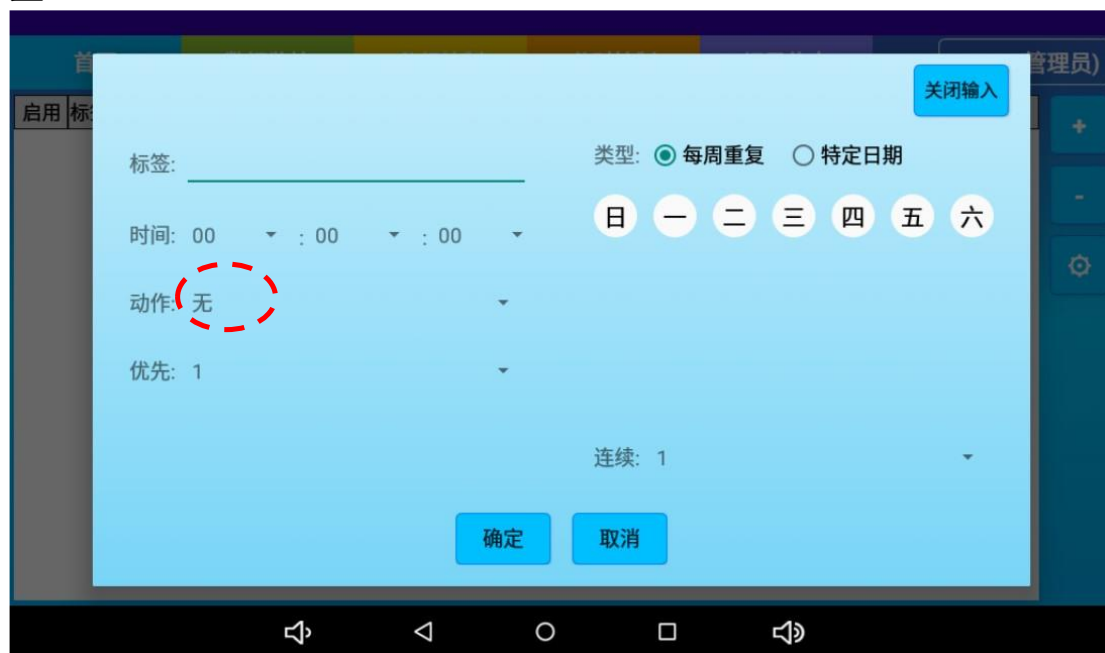 管理员)
启用
关闭输入
标签:
类型: 每周重复 特定日期
日 一 二 三 四 五 六
时间: 00 : 00 : 00
动作: 无
优先: 1
连续: 1
确定 取消
+
-